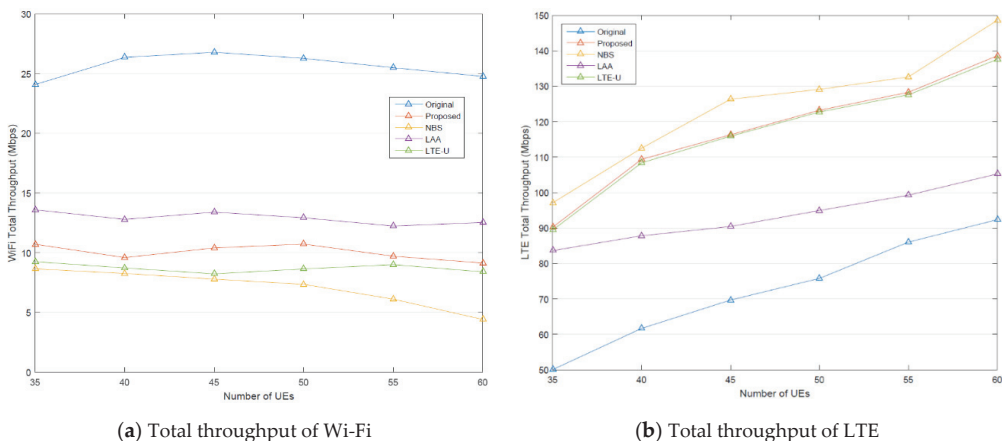 30
25
20
15
10
5
0
WiFi Total Throughput (Mbps)
Original
Proposed
NBS
LAA
LTE-U
35 40 45 50 55 60
Number of UEs
(a) Total throughput of Wi-Fi
150
140
130
120
110
100
90
80
70
60
50
LTE Total Throughput (Mbps)
Original
Proposed
NBS
LAA
LTE-U
35 40 45 50 55 60
Number of UEs
(b) Total throughput of LTE